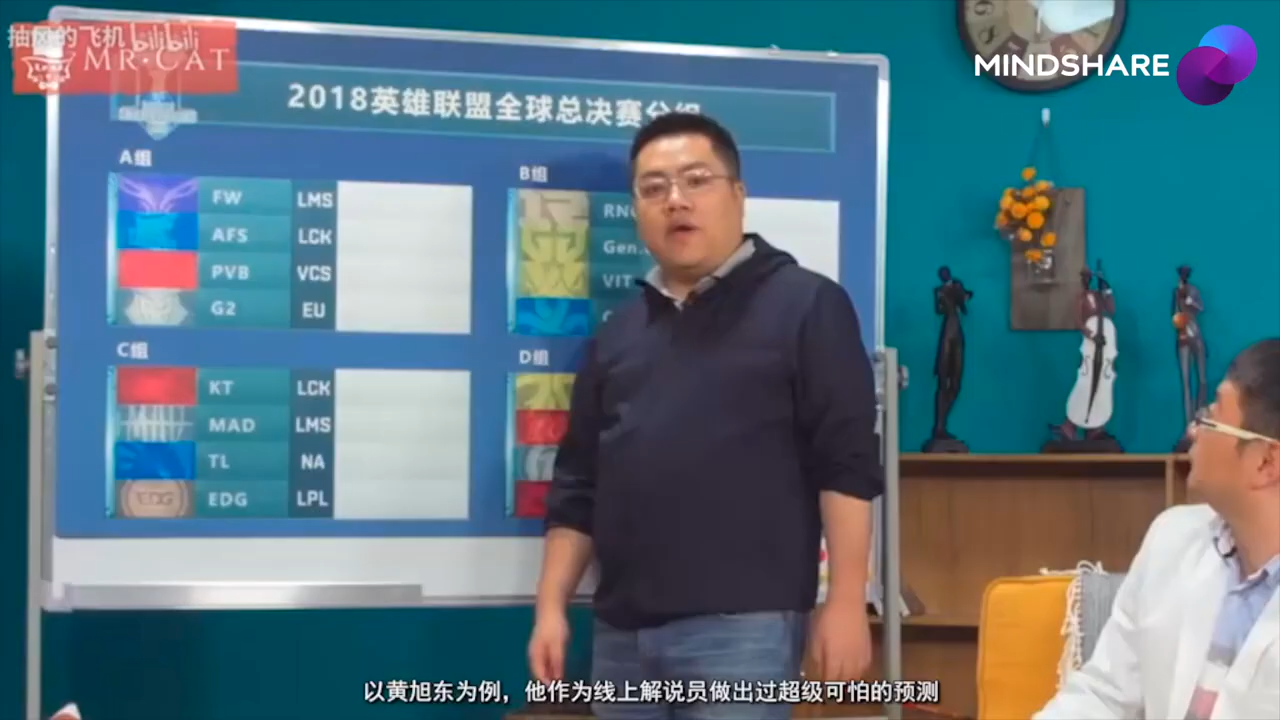 抽风的飞机
bilibili
MR·CAT
MINDSHARE
2018英雄联盟全球总决赛分组
A组
FW LMS
AFS LCK
PVB VCS
G2 EU
B组
RNG
Gen.
VIT
C组
KT LCK
MAD LMS
TL NA
EDG EDG LPL
D组
以黄旭东为例，他作为线上解说员做出过超级可怕的预测